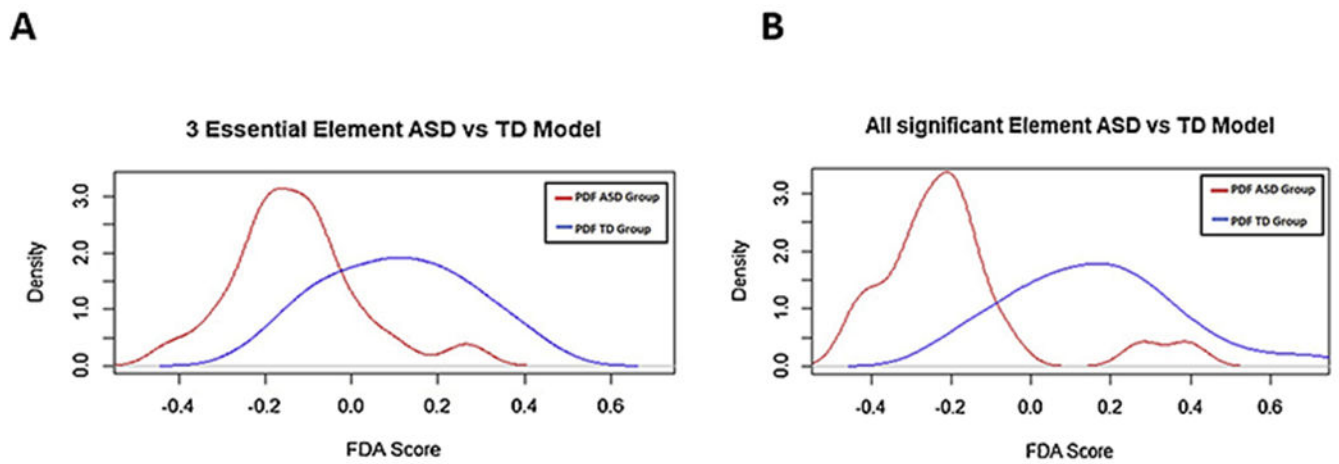 A
B
3 Essential Element ASD vs TD Model
All significant Element ASD vs TD Model
PDF ASD Group
PDF TD Group
PDF ASD Group
PDF TD Group
Density
0.0 1.0 2.0 3.0
-0.4 -0.2 0.0 0.2 0.4 0.6
FDA Score
Density
0.0 1.0 2.0 3.0
-0.4 -0.2 0.0 0.2 0.4 0.6
FDA Score